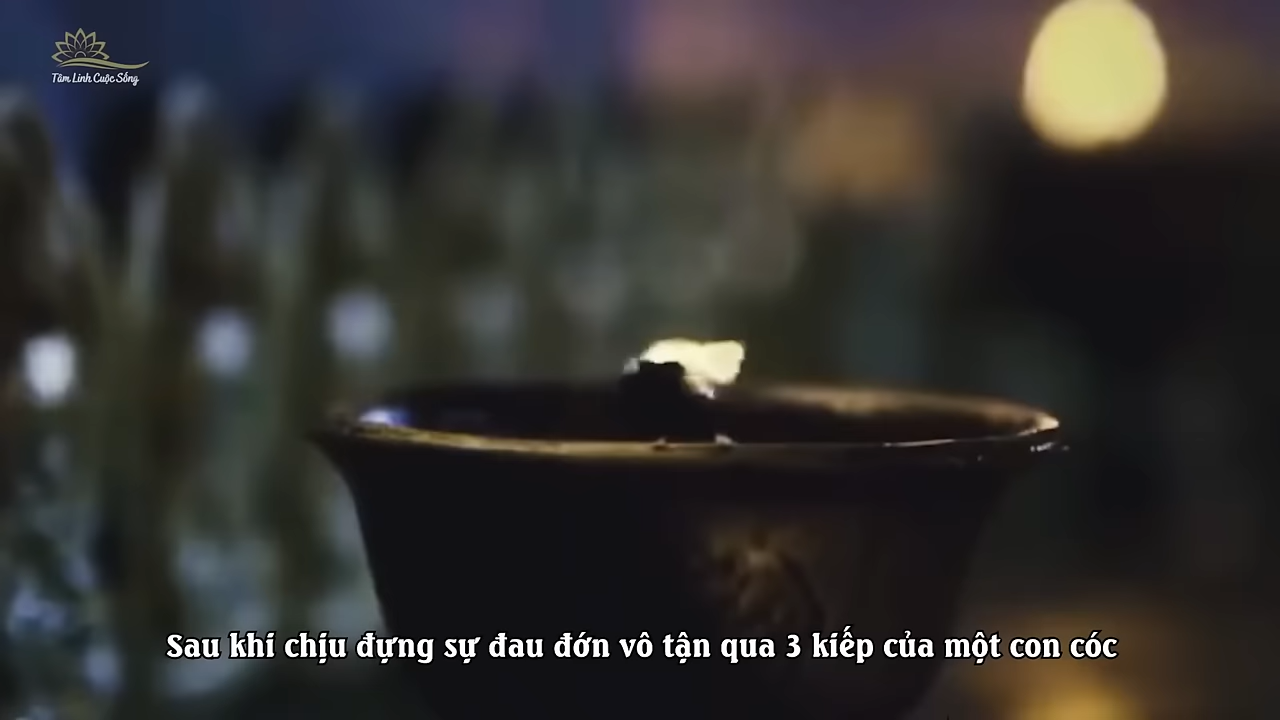 Tâm Linh Cuộc Sống
Sau khi chịu đựng sự đau đớn vô tận qua 3 kiếp của một con cóc